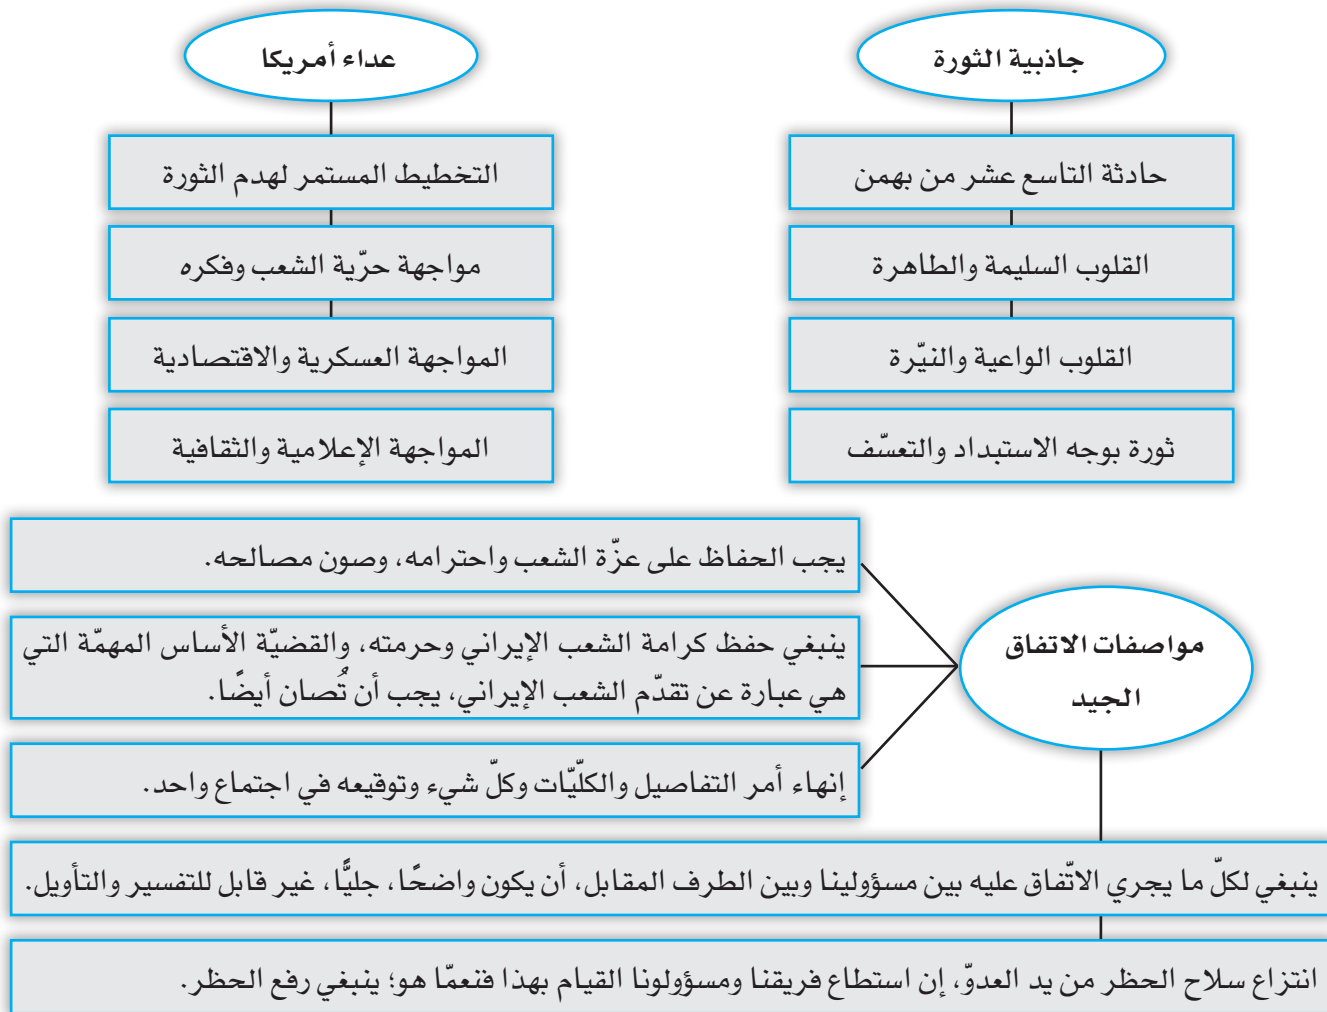 جاذبية الثورة
حادثة التاسع عشر من بهمن
القلوب السليمة والطاهرة
القلوب الواعية والنيّرة
ثورة بوجه الاستبداد والتعسّف
عداء أمريكا
التخطيط المستمر لهدم الثورة
مواجهة حرّية الشعب وفكره
المواجهة العسكرية والاقتصادية
المواجهة الإعلامية والثقافية
مواصفات الاتفاق
الجيد
يجب الحفاظ على عزّة الشعب واحترامه، وصون مصالحه.
ينبغي حفظ كرامة الشعب الإيراني وحرمته، والقضيّة الأساس المهمّة التي
هي عبارة عن تقدّم الشعب الإيراني، يجب أن تُصان أيضًا.
إنهاء أمر التفاصيل والكلّيّات وكلّ شيء وتوقيعه في اجتماع واحد.
ينبغي لكلّ ما يجري الاتّفاق عليه بين مسؤولينا وبين الطرف المقابل، أن يكون واضحًا، جليًّا، غير قابل للتفسير والتأويل.
انتزاع سلاح الحظر من يد العدوّ، إن استطاع فريقنا ومسؤولونا القيام بهذا فنعمّا هو؛ ينبغي رفع الحظر.